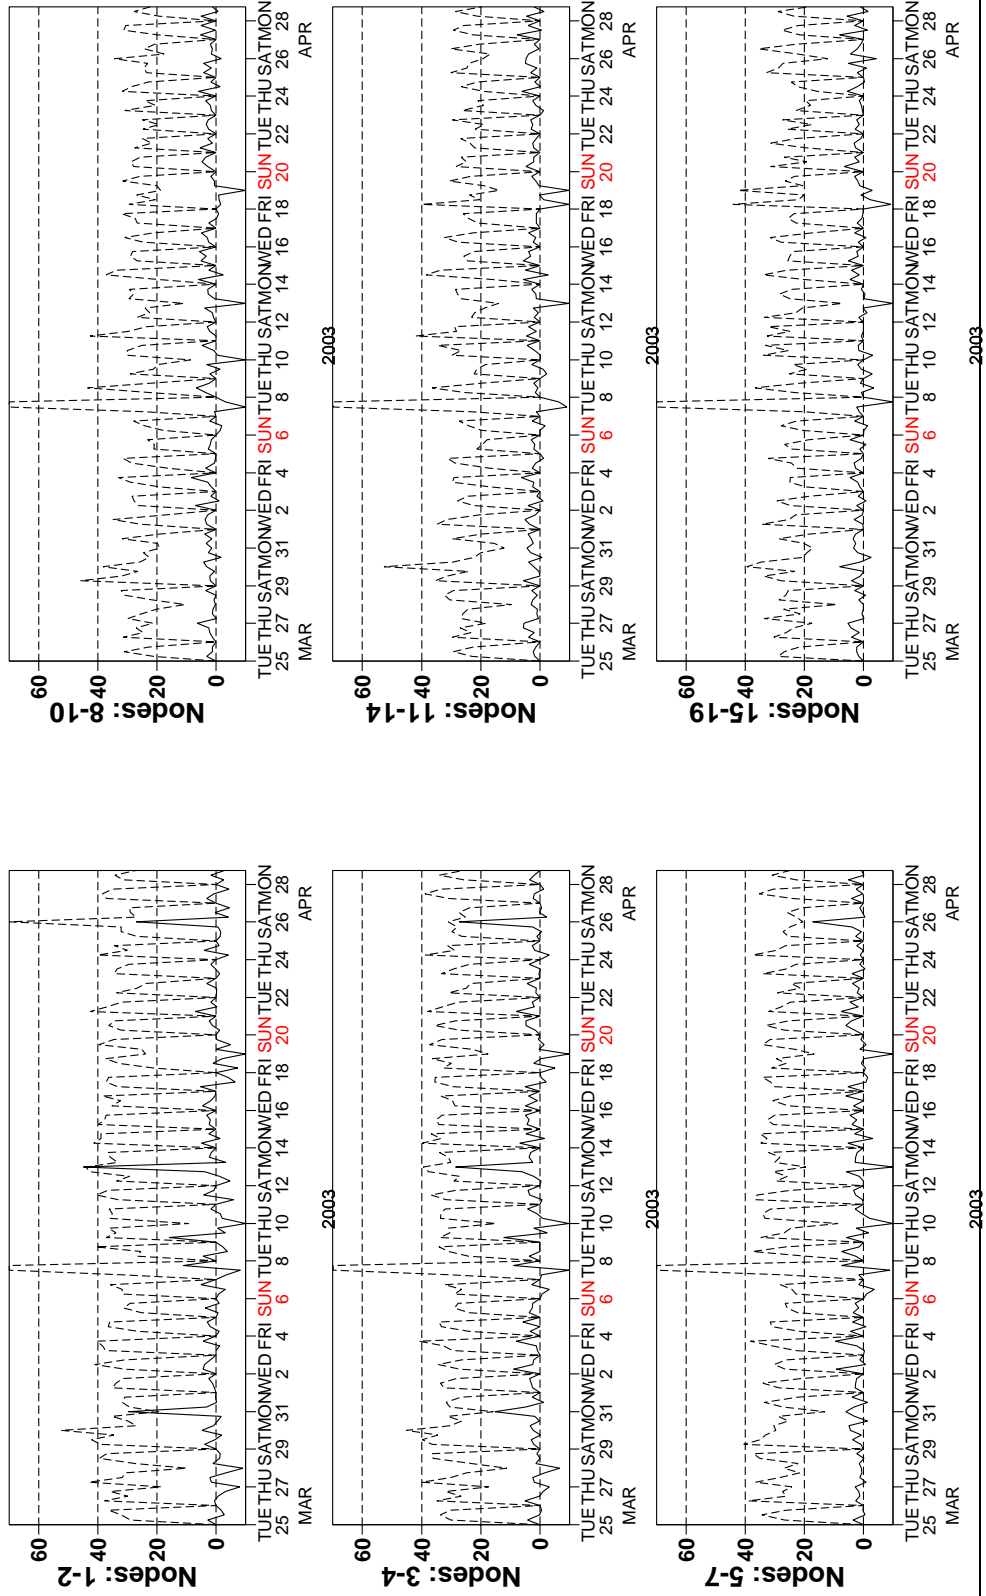 Nodes: 1-2
60
40
20
0
TUE THU SAT MON WED FRI SUN TUE THU SAT MON WED FRI SUN TUE THU SAT MON
25 27 29 31 2 4 6 8 10 12 14 16 18 20 22 24 26 28
MAR APR
2003
Nodes: 3-4
60
40
20
0
TUE THU SAT MON WED FRI SUN TUE THU SAT MON WED FRI SUN TUE THU SAT MON
25 27 29 31 2 4 6 8 10 12 14 16 18 20 22 24 26 28
MAR APR
2003
Nodes: 5-7
60
40
20
0
TUE THU SAT MON WED FRI SUN TUE THU SAT MON WED FRI SUN TUE THU SAT MON
25 27 29 31 2 4 6 8 10 12 14 16 18 20 22 24 26 28
MAR APR
2003
Nodes: 8-10
60
40
20
0
TUE THU SAT MON WED FRI SUN TUE THU SAT MON WED FRI SUN TUE THU SAT MON
25 27 29 31 2 4 6 8 10 12 14 16 18 20 22 24 26 28
MAR APR
Nodes: 11-14
60
40
20
0
TUE THU SAT MON WED FRI SUN TUE THU SAT MON WED FRI SUN TUE THU SAT MON
25 27 29 31 2 4 6 8 10 12 14 16 18 20 22 24 26 28
MAR APR
Nodes: 15-19
60
40
20
0
TUE THU SAT MON WED FRI SUN TUE THU SAT MON WED FRI SUN TUE THU SAT MON
25 27 29 31 2 4 6 8 10 12 14 16 18 20 22 24 26 28
MAR APR
2003
2003
2003